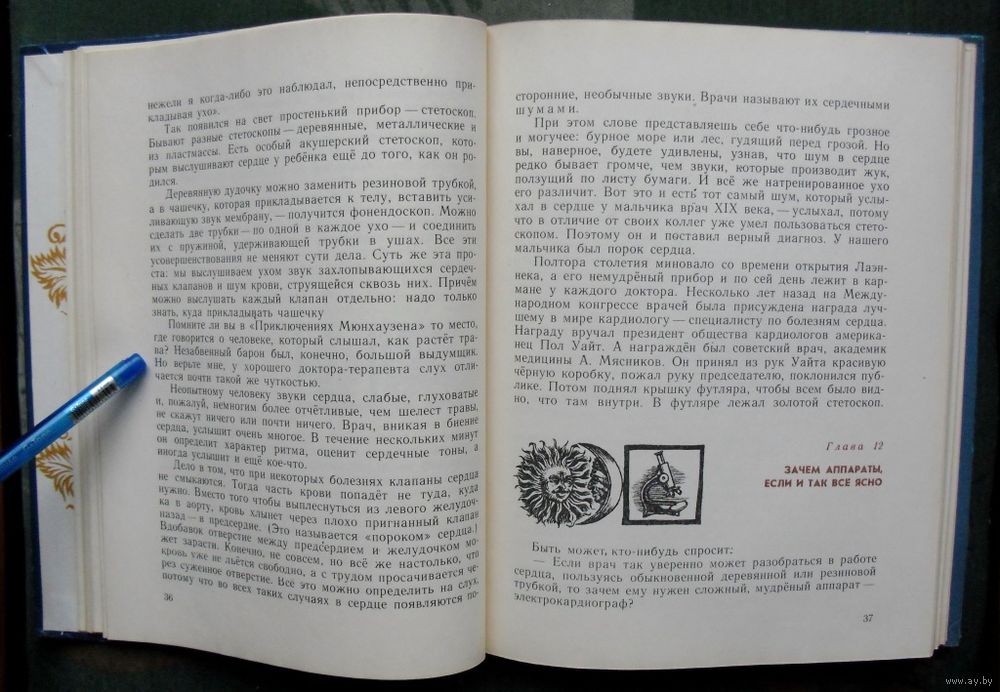 нежели я когда-либо это наблюдал, непосредственно при-
кладывая ухо».
Так появился на свет простенький прибор — стетоскоп.
Бывают разные стетоскопы — деревянные, металлические и
из пластмассы. Есть особый акушерский стетоскоп, кото-
рым выслушивают сердце у ребёнка ещё до того, как он ро-
дился.
Деревянную дудочку можно заменить резиновой трубкой,
а в чашечку, которая прикладывается к телу, вставить уси-
ливающую звук мембрану, — получится фонендоскоп. Можно
сделать две трубки — по одной в каждое ухо — и соединить
их с пружиной, удерживающей трубки в ушах. Все эти
усовершенствования не меняют сути дела. Суть же эта про-
ста: мы выслушиваем ухом звук захлопывающихся сердеч-
ных клапанов и шум крови, струящейся сквозь них. Причём
можно выслушать каждый клапан отдельно: надо только
знать, куда прикладывать чашечку
Помните ли вы в «Приключениях Мюнхаузена» то место,
где говорится о человеке, который слышал, как растёт тра-
ва? Незабвенный барон был, конечно, большой выдумщик.
Но верьте мне, у хорошего доктора-терапевта слух отли-
чается почти такой же чуткостью.
Неопытному человеку звуки сердца, слабые, глуховатые
и, пожалуй, немногим более отчётливые, чем шелест травы,
не скажут ничего или почти ничего. Врач, вникая в биение
сердца, услышит очень многое. В течение нескольких минут
он определит характер ритма, оценит сердечные тоны, а
иногда услышит и ещё кое-что.
Дело в том, что при некоторых болезнях клапаны сердца
не смыкаются. Тогда часть крови попадёт не туда, куда
нужно. Вместо того чтобы выплеснуться из левого желудоч-
ка в аорту, кровь хлынет через плохо пригнанный клапан
назад — в предсердие. (Это называется «пороком» сердца.)
Вдобавок отверстие между предсердием и желудочком мо-
жет зарасти. Конечно, не совсем, но всё же настолько, что
кровь уже не льётся свободно, а с трудом просачивается че-
рез суженное отверстие. Все это можно определить на слух,
потому что во всех таких случаях в сердце появляются по-
36
сторонние, необычные звуки. Врачи называют их сердечными
шумами.
При этом слове представляешь себе что-нибудь грозное
и могучее: бурное море или лес, гудящий перед грозой. Но
вы, наверное, будете удивлены, узнав, что шум в сердце
редко бывает громче, чем звуки, которые производит жук,
ползущий по листу бумаги. И всё же натренированное ухо
его различит. Вот это и есть тот самый шум, который услы-
хал в сердце у мальчика врач XIX века, — услыхал, потому
что в отличие от своих коллег уже умел пользоваться стето-
скопом. Поэтому он и поставил верный диагноз. У нашего
мальчика был порок сердца.
Полтора столетия миновало со времени открытия Лаэн-
нека, а его немудрёный прибор и по сей день лежит в кар-
мане у каждого доктора. Несколько лет назад на Между-
народном конгрессе врачей была присуждена награда луч-
шему в мире кардиологу — специалисту по болезням сердца.
Награду вручал президент общества кардиологов америка-
нец Пол Уайт. А награждён был советский врач, академик
медицины А. Мясников. Он принял из рук Уайта красивую
чёрную коробку, пожал руку председателю, поклонился пуб-
лике. Потом поднял крышку футляра, чтобы всем было вид-
но, что там внутри. В футляре лежал золотой стетоскоп.
Глава 12
ЗАЧЕМ АППАРАТЫ,
ЕСЛИ И ТАК ВСЕ ЯСНО
Быть может, кто-нибудь спросит:
— Если врач так уверенно может разобраться в работе
сердца, пользуясь обыкновенной деревянной или резиновой
трубкой, то зачем ему нужен сложный, мудрёный аппарат —
электрокардиограф?
37
www.ay.by